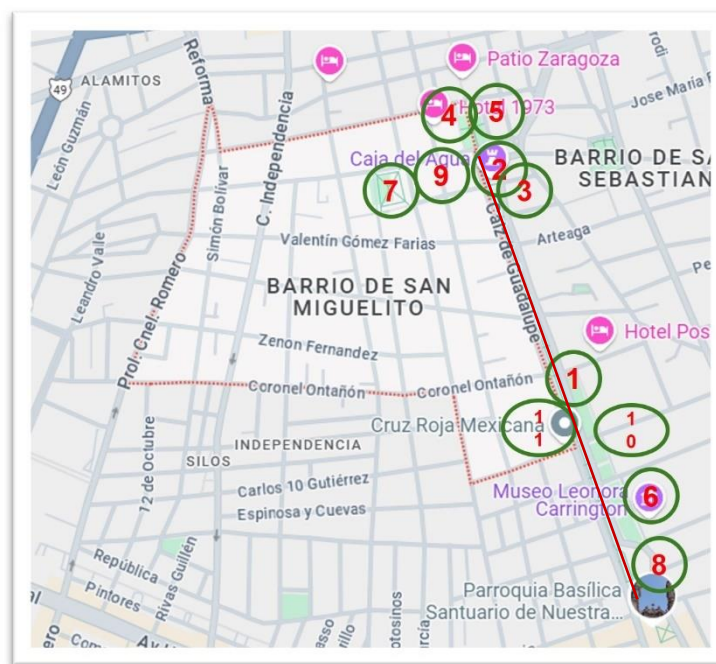 Patio Zaragoza
ALAMITOS
49
Reforma
Hotel 1973
4
5
José María
León Guzmán
C. Independencia
Simón Bolívar
Caja del Agua
2
BARRIO DE SA
SEBASTIAN
9
7
3
Arteaga
Valentín Gómez Farias
Calz. de Guadalupe
Leandro Valle
BARRIO DE SAN
MIGUELITO
Prol. Cnel. Romero
Hotel Pos
Zenon Fernandez
1
Coronel Ontañón
Coronel Ontañón
Cruz Roja Mexicana
1
1
1
0
INDEPENDENCIA
12 de Octubre
SILOS
Carlos 10 Gutiérrez
Museo Leonora
Carrington
6
Espinosa y Cuevas
República
Rivas Guillén
8
Pintores
Parroquia Basílica
Santuario de Nuestra...
otosinos